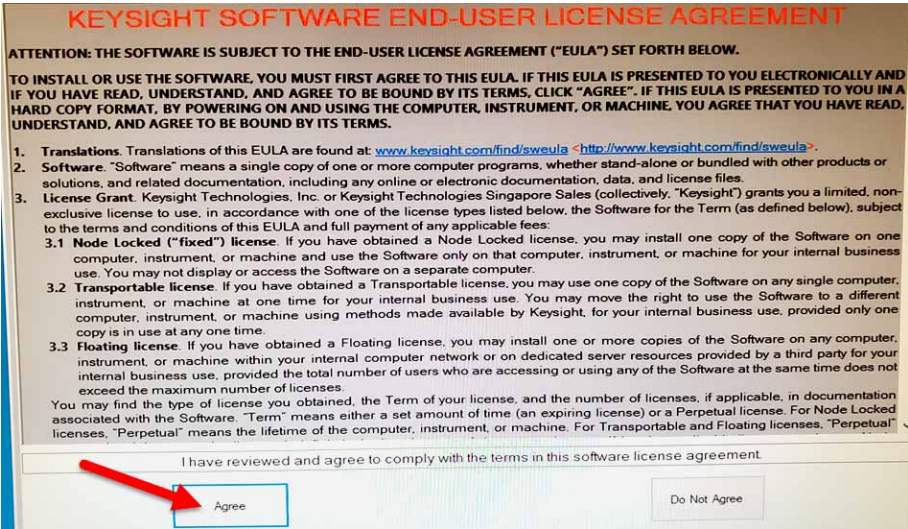 KEYSIGHT SOFTWARE END-USER LICENSE AGREEMENT
ATTENTION: THE SOFTWARE IS SUBJECT TO THE END-USER LICENSE AGREEMENT ("EULA") SET FORTH BELOW.
TO INSTALL OR USE THE SOFTWARE, YOU MUST FIRST AGREE TO THIS EULA. IF THIS EULA IS PRESENTED TO YOU ELECTRONICALLY AND
IF YOU HAVE READ, UNDERSTAND, AND AGREE TO BE BOUND BY ITS TERMS, CLICK "AGREE". IF THIS EULA IS PRESENTED TO YOU IN A
HARD COPY FORMAT, BY POWERING ON AND USING THE COMPUTER, INSTRUMENT, OR MACHINE, YOU AGREE THAT YOU HAVE READ,
UNDERSTAND, AND AGREE TO BE BOUND BY ITS TERMS.
1. Translations. Translations of this EULA are found at: www.keysight.com/find/sweula <http://www.keysight.com/find/sweula>.
2. Software. "Software" means a single copy of one or more computer programs, whether stand-alone or bundled with other products or
solutions, and related documentation, including any online or electronic documentation, data, and license files.
3. License Grant. Keysight Technologies, Inc. or Keysight Technologies Singapore Sales (collectively, "Keysight") grants you a limited, non-
exclusive license to use, in accordance with one of the license types listed below, the Software for the Term (as defined below), subject
to the terms and conditions of this EULA and full payment of any applicable fees:
3.1 Node Locked ("fixed") license. If you have obtained a Node Locked license, you may install one copy of the Software on one
computer, instrument, or machine and use the Software only on that computer, instrument, or machine for your internal business
use. You may not display or access the Software on a separate computer.
3.2 Transportable license. If you have obtained a Transportable license, you may use one copy of the Software on any single computer,
instrument, or machine at one time for your internal business use. You may move the right to use the Software to a different
computer, instrument, or machine using methods made available by Keysight, for your internal business use, provided only one
copy is in use at any one time.
3.3 Floating license. If you have obtained a Floating license, you may install one or more copies of the Software on any computer,
instrument, or machine within your internal computer network or on dedicated server resources provided by a third party for your
internal business use, provided the total number of users who are accessing or using any of the Software at the same time does not
exceed the maximum number of licenses.
You may find the type of license you obtained, the Term of your license, and the number of licenses, if applicable, in documentation
associated with the Software. "Term" means either a set amount of time (an expiring license) or a Perpetual license. For Node Locked
licenses, "Perpetual" means the lifetime of the computer, instrument, or machine. For Transportable and Floating licenses, "Perpetual"
I have reviewed and agree to comply with the terms in this software license agreement.
Agree
Do Not Agree